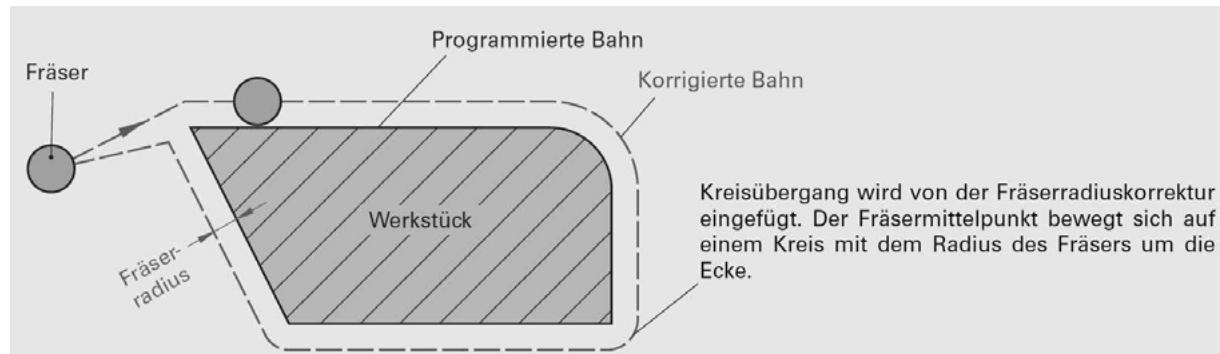 Programmierte Bahn
Fräser
Korrigierte Bahn
Kreisübergang wird von der Fräserradiuskorrektur
eingefügt. Der Fräsermittelpunkt bewegt sich auf
einem Kreis mit dem Radius des Fräsers um die
Ecke.
Werkstück
Fräser-
radius